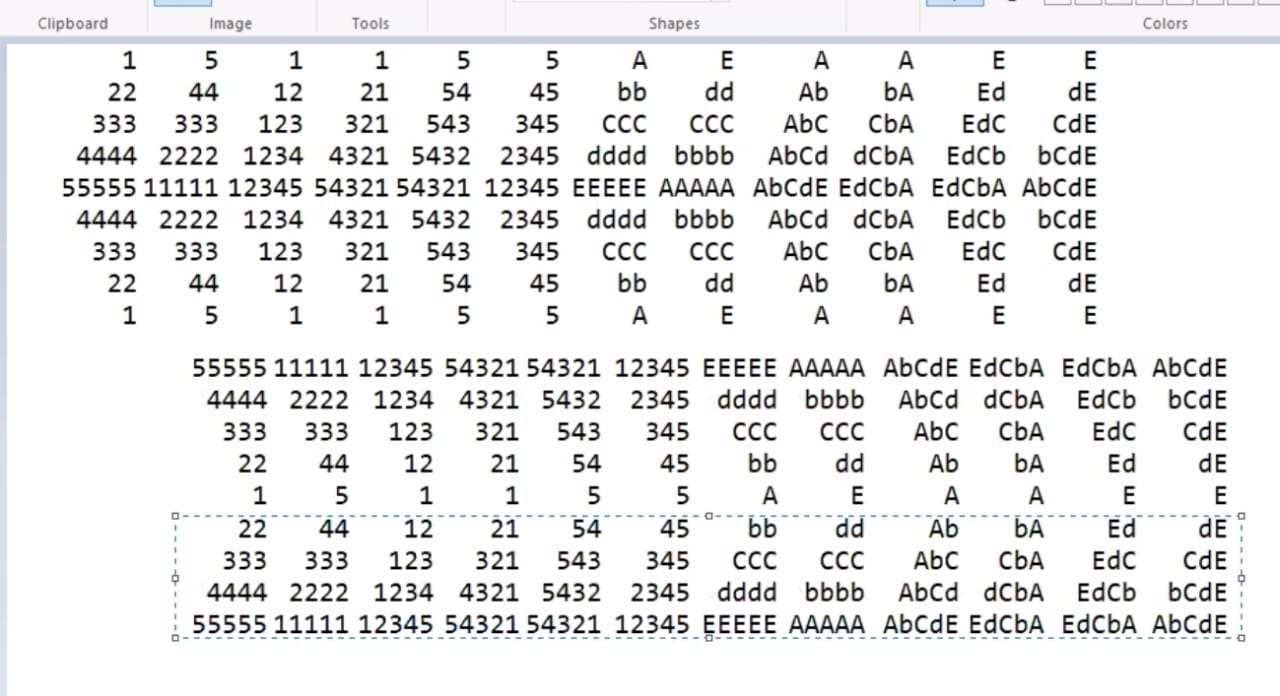 Clipboard Image Tools Shapes Colors
1 5 1 1 5 5 A E A A E E
22 44 12 21 54 45 bb dd Ab bA Ed dE
333 333 123 321 543 345 CCC CCC AbC CbA EdC CdE
4444 2222 1234 4321 5432 2345 dddd bbbb AbCd dCbA EdCb bCdE
55555 11111 12345 54321 54321 12345 EEEEE AAAAA AbCdE EdCbA EdCbA AbCdE
4444 2222 1234 4321 5432 2345 dddd bbbb AbCd dCbA EdCb bCdE
333 333 123 321 543 345 CCC CCC AbC CbA EdC CdE
22 44 12 21 54 45 bb dd Ab bA Ed dE
1 5 1 1 5 5 A E A A E E
55555 11111 12345 54321 54321 12345 EEEEE AAAAA AbCdE EdCbA EdCbA AbCdE
4444 2222 1234 4321 5432 2345 dddd bbbb AbCd dCbA EdCb bCdE
333 333 123 321 543 345 CCC CCC AbC CbA EdC CdE
22 44 12 21 54 45 bb dd Ab bA Ed dE
1 5 1 1 5 5 A E A A E E
22 44 12 21 54 45 bb dd Ab bA Ed dE
333 333 123 321 543 345 CCC CCC AbC CbA EdC CdE
4444 2222 1234 4321 5432 2345 dddd bbbb AbCd dCbA EdCb bCdE
55555 11111 12345 54321 54321 12345 EEEEE AAAAA AbCdE EdCbA EdCbA AbCdE